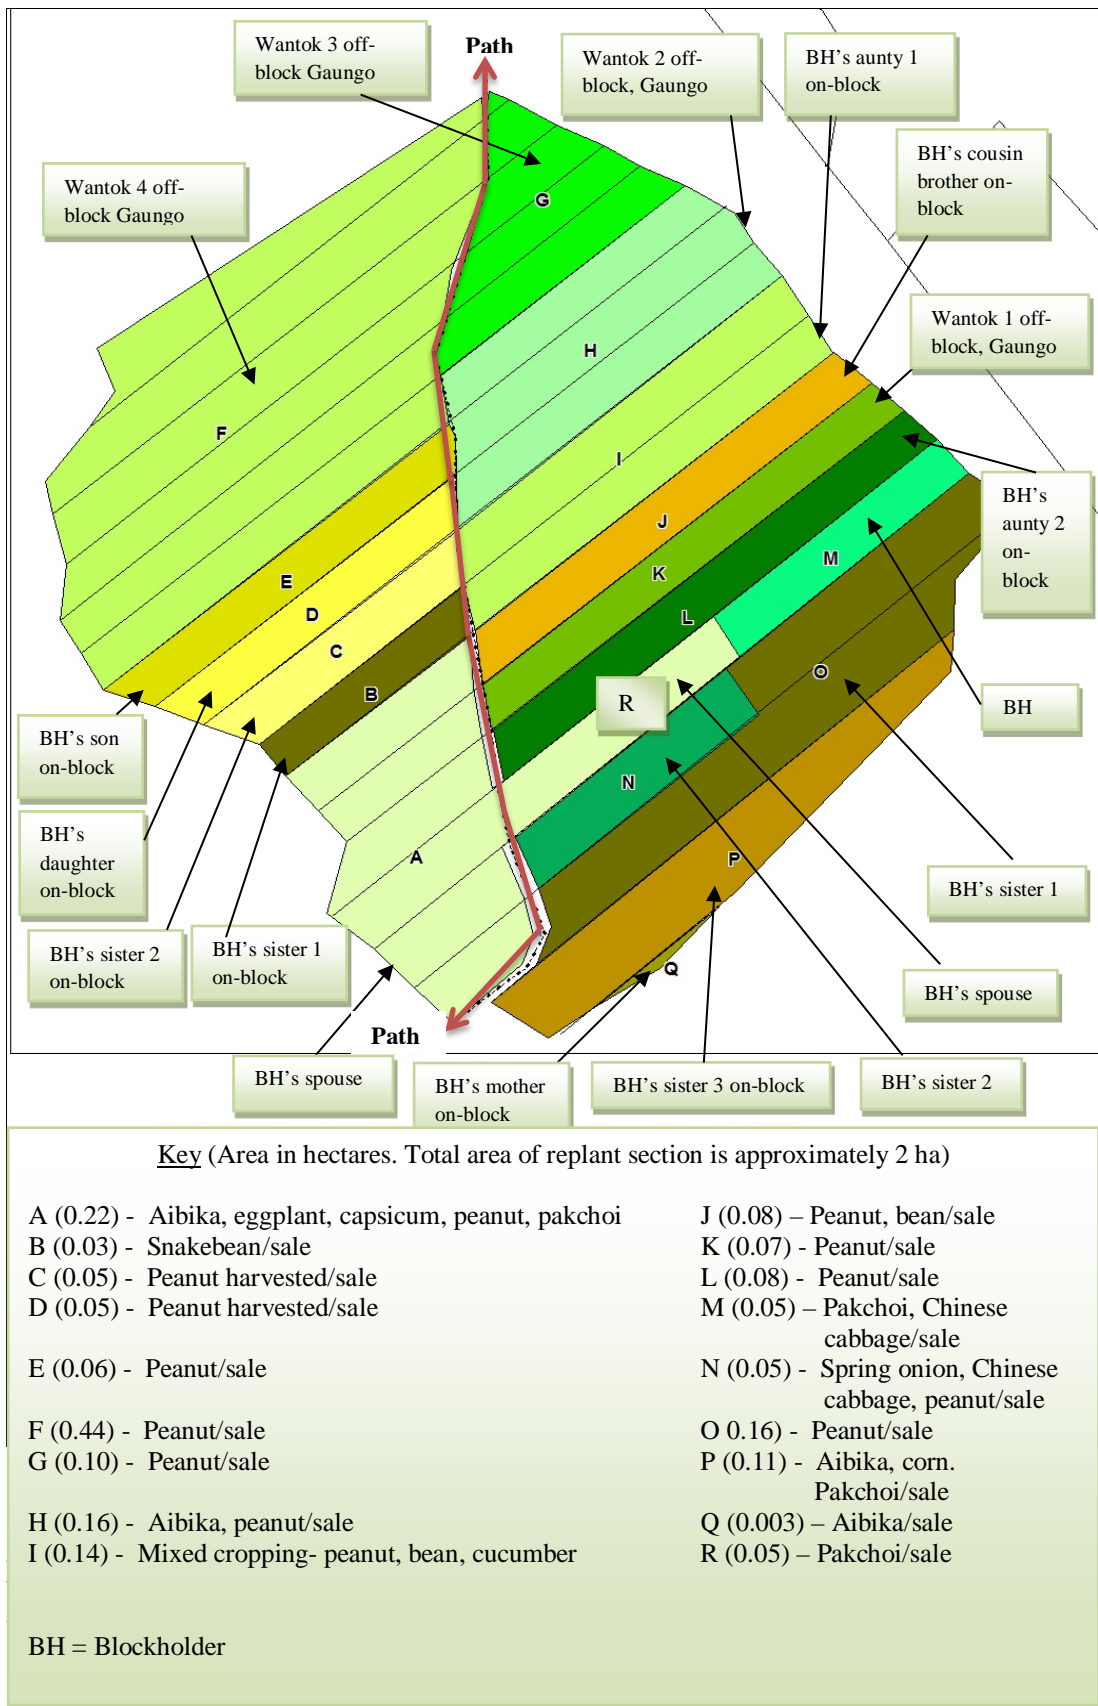 Wantok 3 off-
block Gaungo
Path
Wantok 2 off-
block, Gaungo
BH's aunty 1
on-block
BH's cousin
brother on-
block
Wantok 4 off-
block Gaungo
Wantok 1 off-
block, Gaungo
BH's
aunty 2
on-
block
G
H
F
I
J
K
E
D
C
B
L
M
R
O
N
A
P
Q
BH
BH's son
on-block
BH's
daughter
on-block
BH's sister 1
BH's sister 2
on-block
BH's sister 1
on-block
BH's spouse
Path
BH's spouse
BH's mother
on-block
BH's sister 3 on-block
BH's sister 2
Key (Area in hectares. Total area of replant section is approximately 2 ha)
A (0.22) - Aibika, eggplant, capsicum, peanut, pakchoi
B (0.03) - Snakebean/sale
C (0.05) - Peanut harvested/sale
D (0.05) - Peanut harvested/sale
E (0.06) - Peanut/sale
F (0.44) - Peanut/sale
G (0.10) - Peanut/sale
H (0.16) - Aibika, peanut/sale
I (0.14) - Mixed cropping- peanut, bean, cucumber
J (0.08) – Peanut, bean/sale
K (0.07) - Peanut/sale
L (0.08) - Peanut/sale
M (0.05) – Pakchoi, Chinese
cabbage/sale
N (0.05) - Spring onion, Chinese
cabbage, peanut/sale
O 0.16) - Peanut/sale
P (0.11) - Aibika, corn.
Pakchoi/sale
Q (0.003) – Aibika/sale
R (0.05) – Pakchoi/sale
BH = Blockholder